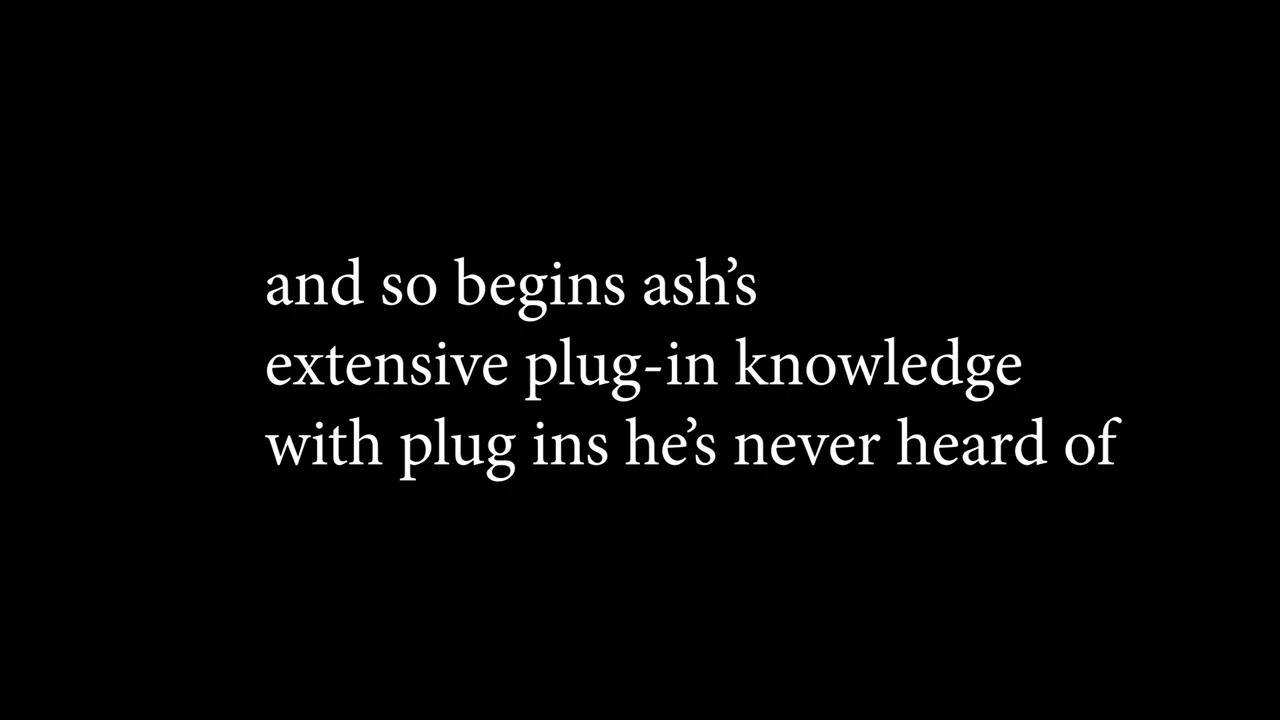 and so begins ash’s
extensive plug-in knowledge
with plug ins he’s never heard of